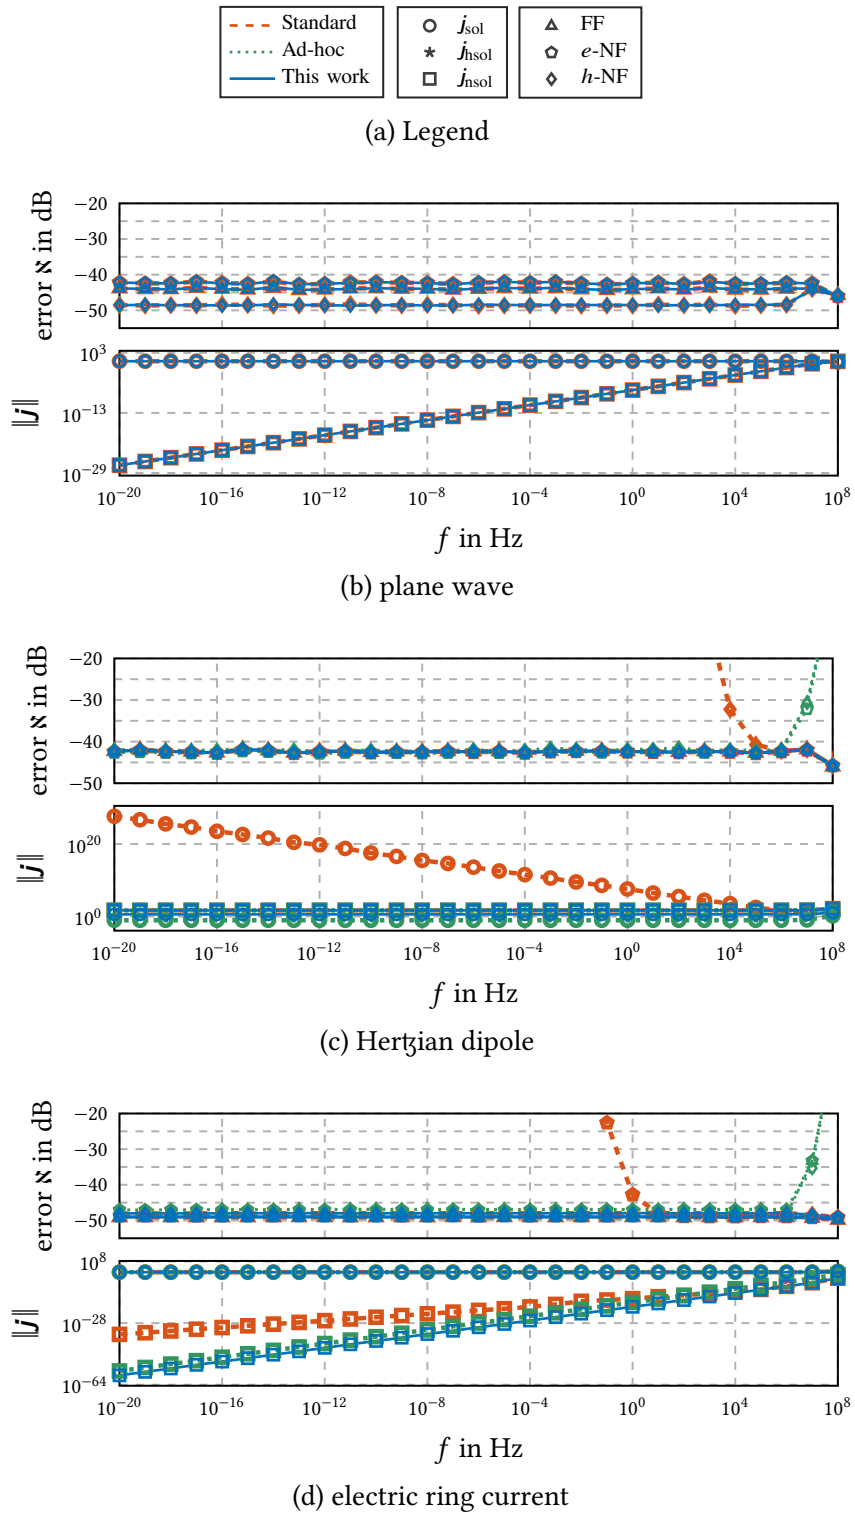 Standard
Ad-hoc
This work
j_sol
j_hsol
j_nsol
FF
e-NF
h-NF
(a) Legend
error ℵ in dB
−20
−30
−40
−50
‖j‖
10^3
10^−13
10^−29
10^−20 10^−16 10^−12 10^−8 10^−4 10^0 10^4 10^8
f in Hz
(b) plane wave
error ℵ in dB
−20
−30
−40
−50
‖j‖
10^20
10^0
10^−20 10^−16 10^−12 10^−8 10^−4 10^0 10^4 10^8
f in Hz
(c) Hertzian dipole
error ℵ in dB
−20
−30
−40
−50
‖j‖
10^8
10^−28
10^−64
10^−20 10^−16 10^−12 10^−8 10^−4 10^0 10^4 10^8
f in Hz
(d) electric ring current